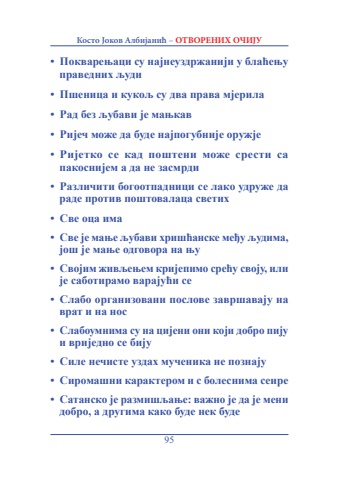 Косто Јоков Албијанић – ОТВОРЕНИХ ОЧИЈУ
• Покварењаци су најнеуздржанији у блаћењу
праведних људи
• Пшеница и кукољ су два права мјерила
• Рад без љубави је мањкав
• Ријеч може да буде најпогубније оружје
• Ријетко се кад поштени може срести са
пакоснијем а да не засмрди
• Различити богоотпадници се лако удруже да
раде против поштовалаца светих
• Све оца има
• Све је мање љубави хришћанске међу људима,
још је мање одговора на њу
• Својим живљењем кријепимо срећу своју, или
је саботирамо варајући се
• Слабо организовани послове завршавају на
врат и на нос
• Слабоумнима су на цијени они који добро пију
и вриједно се бију
• Силе нечисте уздах мученика не познају
• Сиромашни карактером и с болеснима сеире
• Сатанско је размишљање: важно је да је мени
добро, а другима како буде нек буде
95